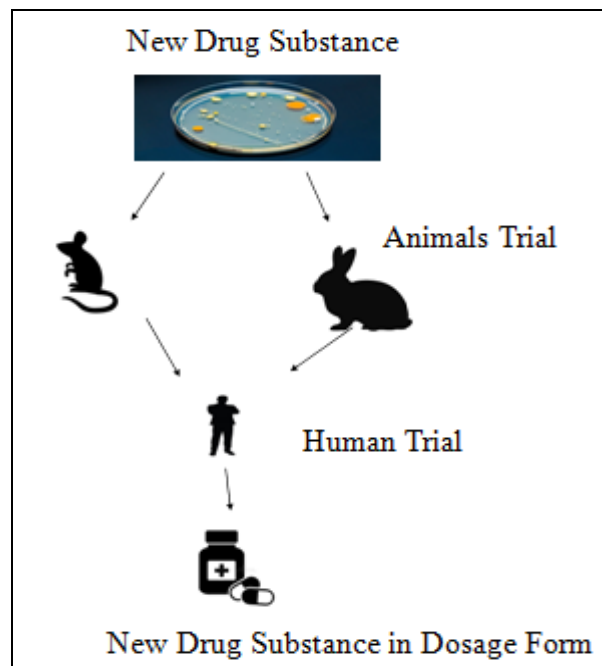 New Drug Substance
Animals Trial
Human Trial
New Drug Substance in Dosage Form